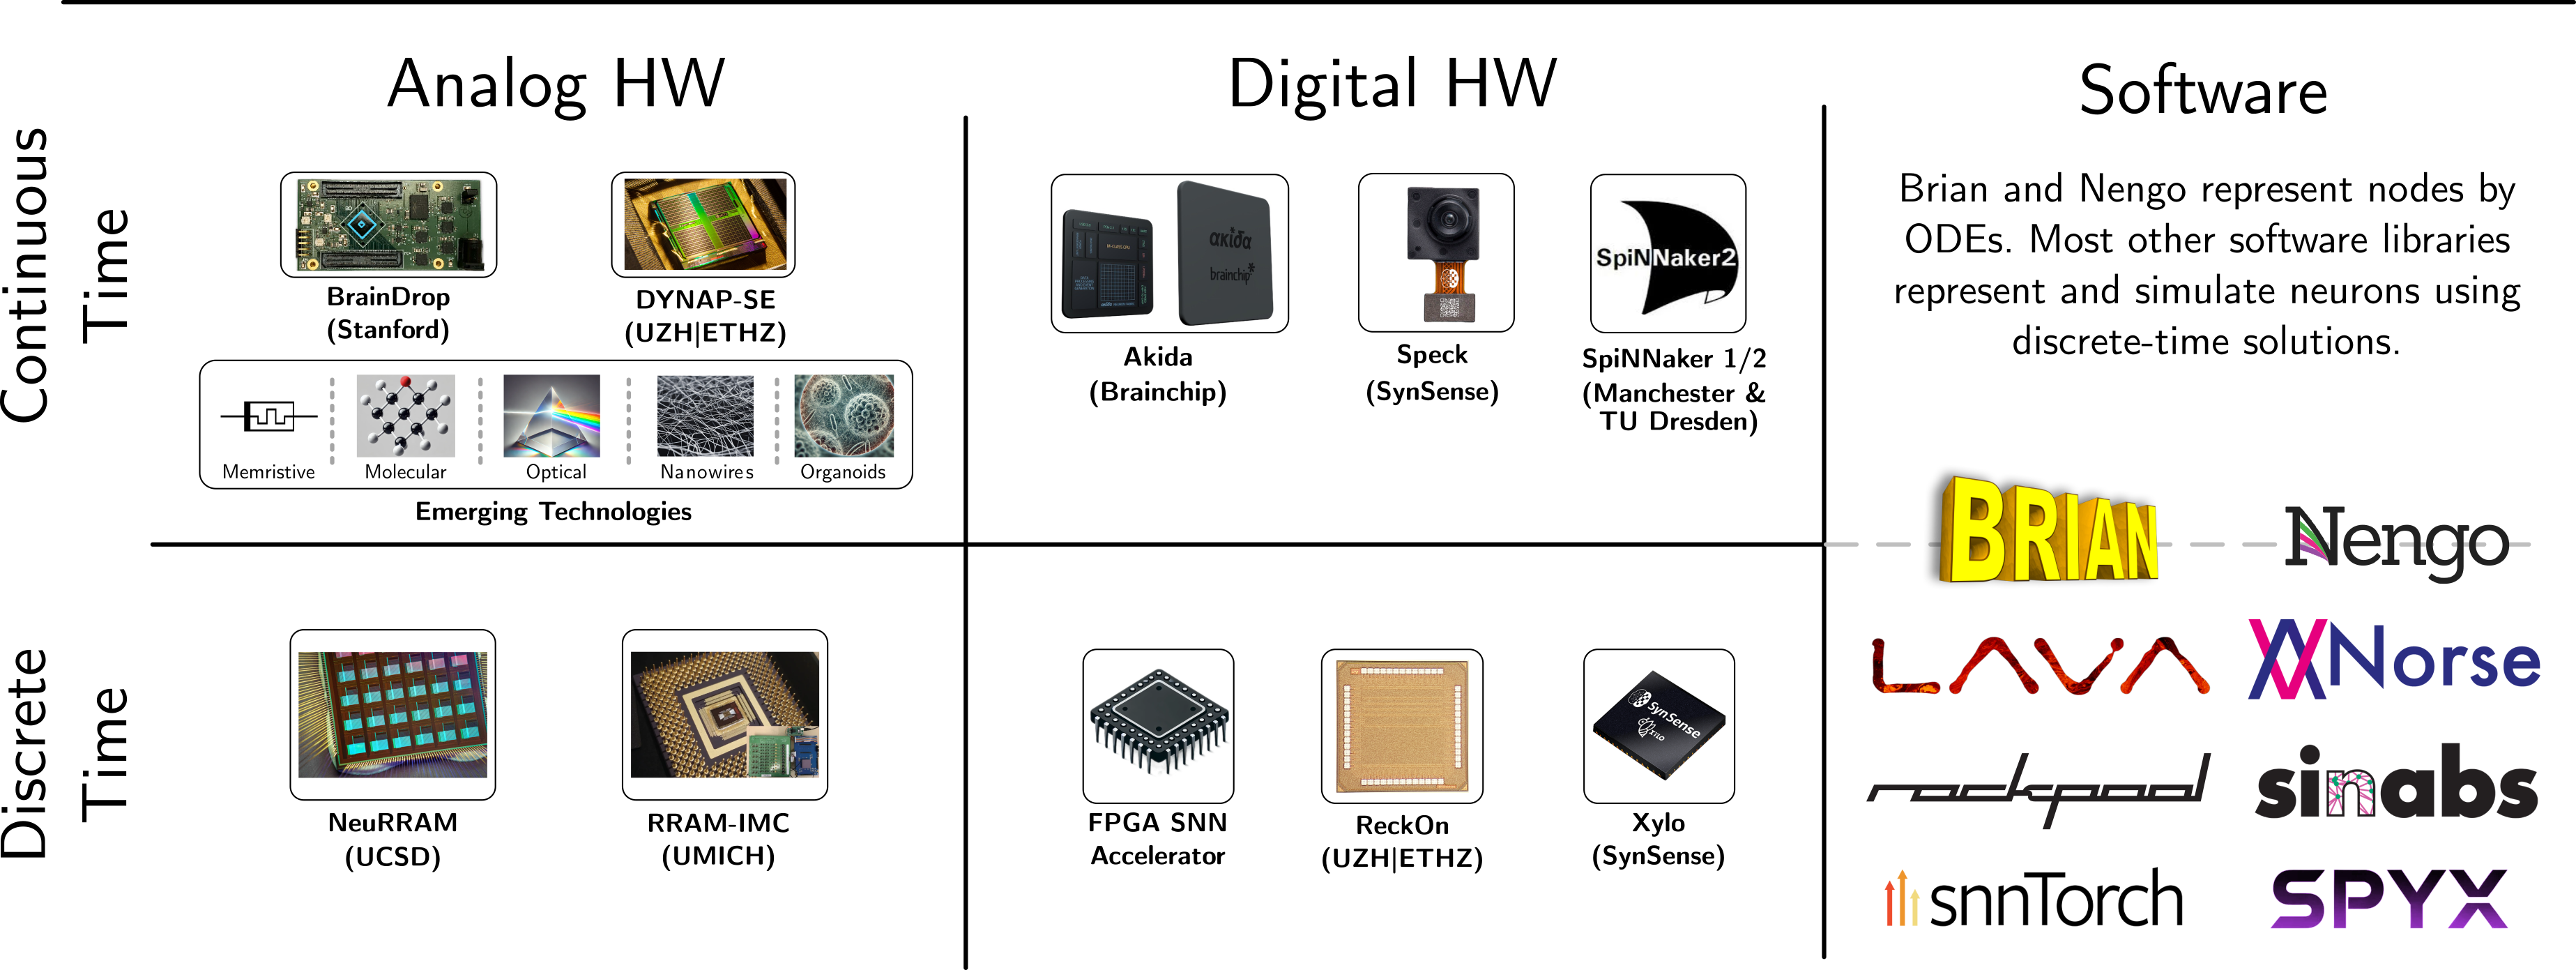 Analog HW
Digital HW
Software
Continuous
Time
BrainDrop
(Stanford)
DYNAP-SE
(UZH|ETHZ)
Memristive
Molecular
Optical
Nanowires
Organoids
Emerging Technologies
akida
brainchip
Akida
(Brainchip)
Speck
(SynSense)
SpiNNaker2
SpiNNaker 1/2
(Manchester &
TU Dresden)
Brian and Nengo represent nodes by
ODEs. Most other software libraries
represent and simulate neurons using
discrete-time solutions.
BRIAN
Nengo
Discrete
Time
NeuRRAM
(UCSD)
RRAM-IMC
(UMICH)
FPGA SNN
Accelerator
ReckOn
(UZH|ETHZ)
SynSense
XYLO
Xylo
(SynSense)
LAVA
Norse
rockpool
sinabs
snnTorch
SPYX